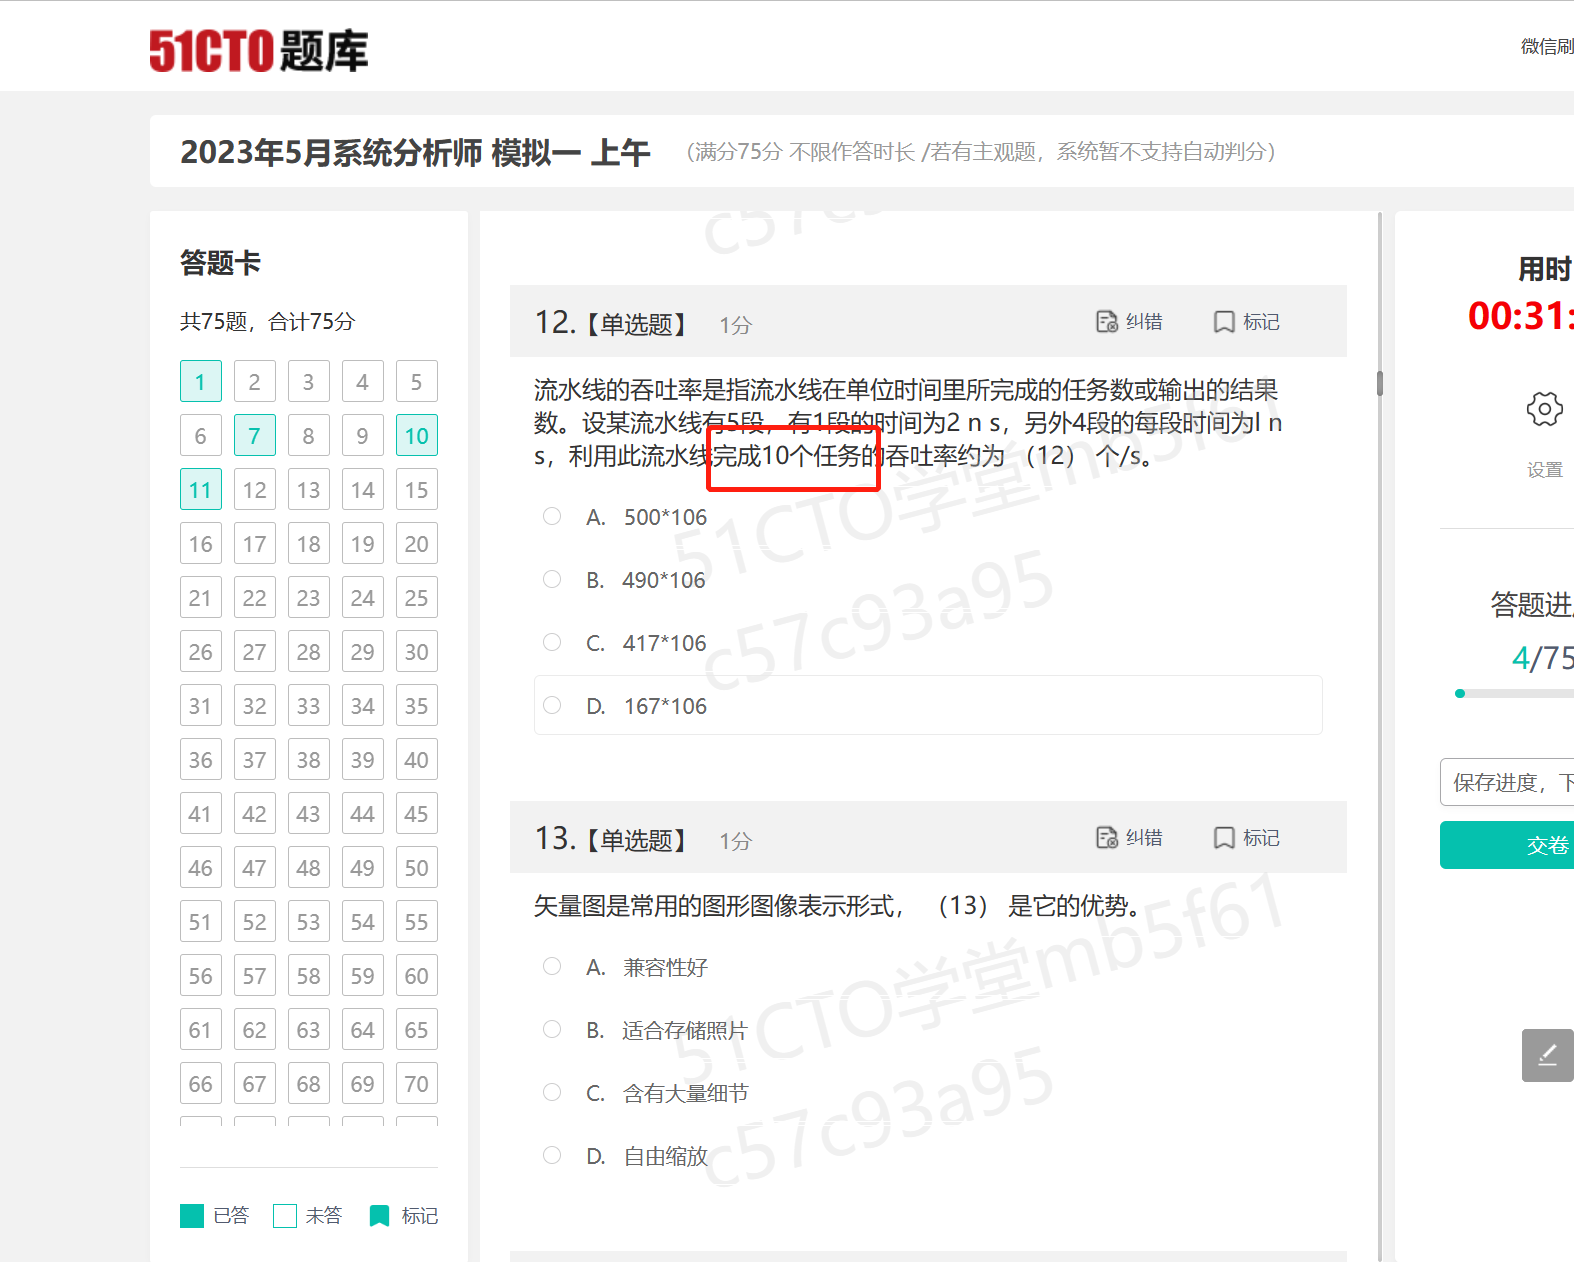 51CTO题库
微信刷
2023年5月系统分析师 模拟一 上午 （满分75分 不限作答时长 /若有主观题，系统暂不支持自动判分）
答题卡
共75题，合计75分
1 2 3 4 5
6 7 8 9 10
11 12 13 14 15
16 17 18 19 20
21 22 23 24 25
26 27 28 29 30
31 32 33 34 35
36 37 38 39 40
41 42 43 44 45
46 47 48 49 50
51 52 53 54 55
56 57 58 59 60
61 62 63 64 65
66 67 68 69 70
已答 未答 标记
12.【单选题】 1分 纠错 标记
流水线的吞吐率是指流水线在单位时间里所完成的任务数或输出的结果
数。设某流水线有5段，有1段的时间为2 n s，另外4段的每段时间为l n
s，利用此流水线完成10个任务的吞吐率约为 （12） 个/s。
A. 500*106
B. 490*106
C. 417*106
D. 167*106
13.【单选题】 1分 纠错 标记
矢量图是常用的图形图像表示形式， （13） 是它的优势。
A. 兼容性好
B. 适合存储照片
C. 含有大量细节
D. 自由缩放
用时
00:31:
设置
答题进
4/75
保存进度，下
交卷
51CTO学堂mb5f61
c57c93a95
51CTO学堂mb5f61
c57c93a95